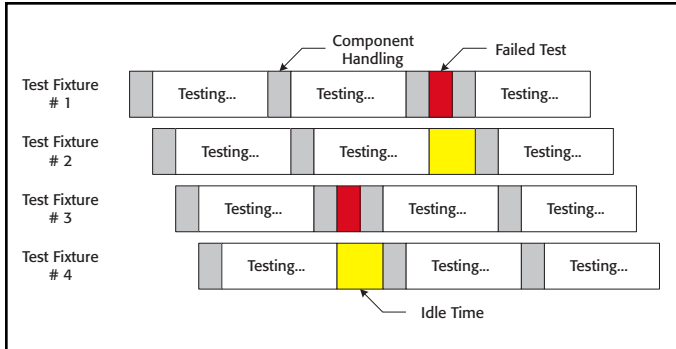 Component
Handling
Failed Test
Test Fixture
# 1
Testing...
Testing...
Testing...
Test Fixture
# 2
Testing...
Testing...
Testing...
Test Fixture
# 3
Testing...
Testing...
Testing...
Test Fixture
# 4
Testing...
Testing...
Testing...
Idle Time